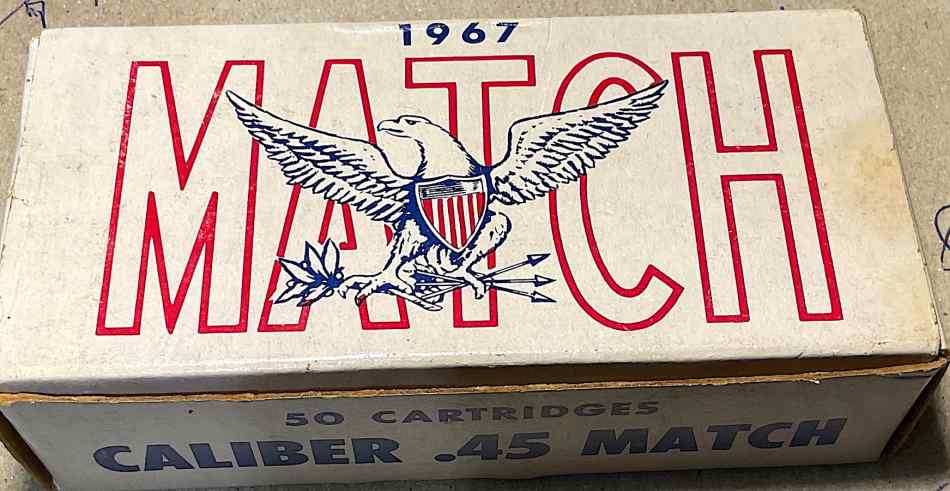 1967
MATCH
50 CARTRIDGES
CALIBER .45 MATCH